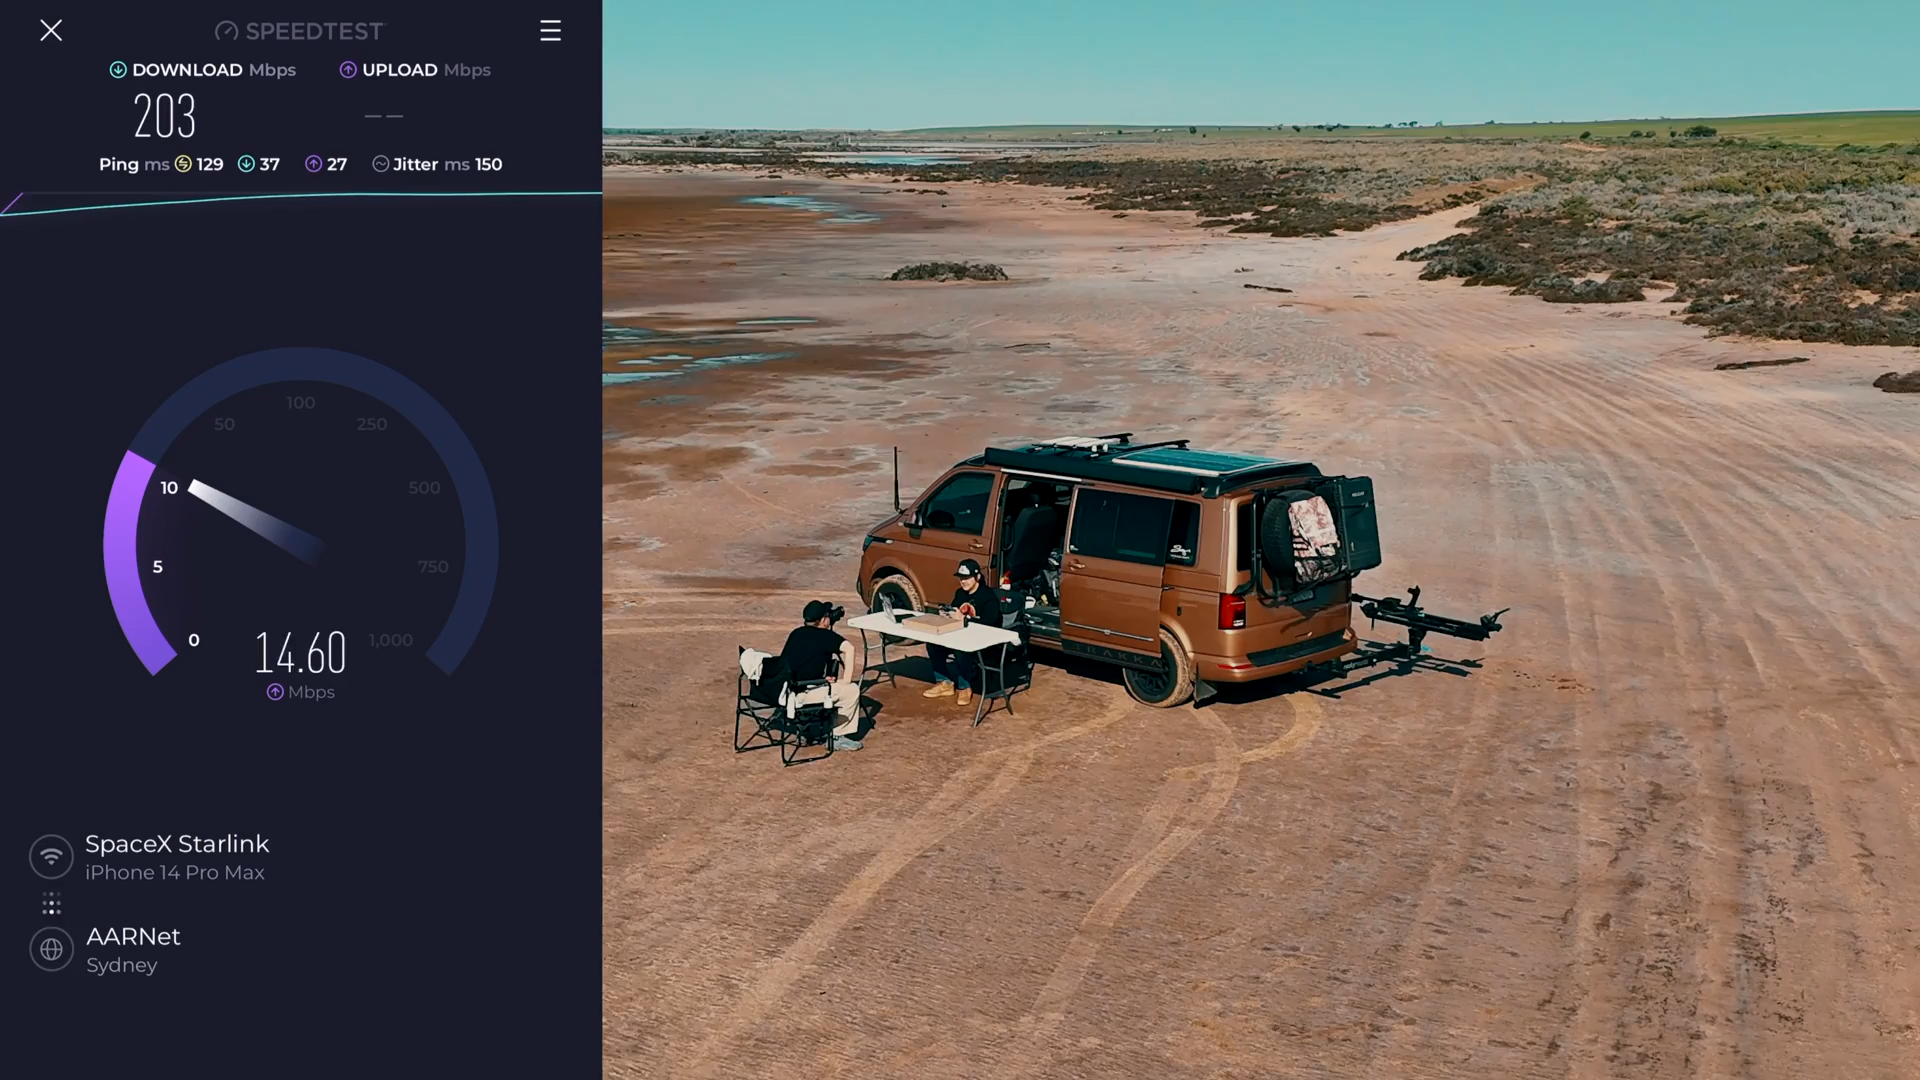 SPEEDTEST
DOWNLOAD Mbps UPLOAD Mbps
203 — —
Ping ms 129 37 27 Jitter ms 150
100
50 250
10 500
5 750
0 14.60 1,000
Mbps
SpaceX Starlink
iPhone 14 Pro Max
AARNet
Sydney
TRAKKA